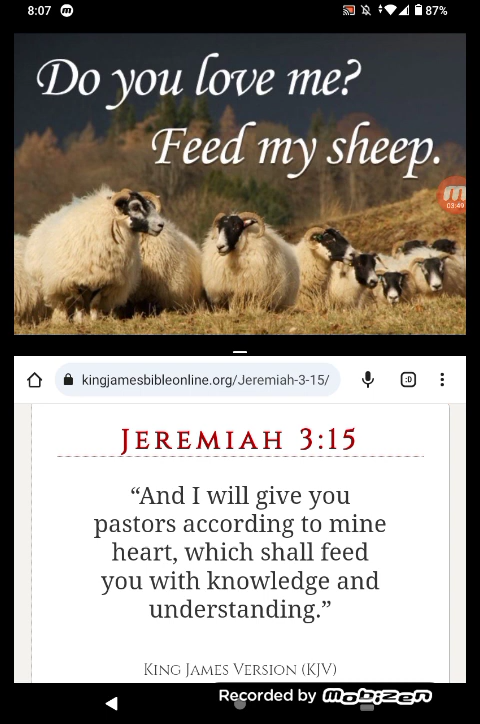 8:07
87%
Do you love me?
Feed my sheep.
03:49
kingjamesbibleonline.org/Jeremiah-3-15/
:D
JEREMIAH 3:15
“And I will give you
pastors according to mine
heart, which shall feed
you with knowledge and
understanding.”
KING JAMES VERSION (KJV)
Recorded by Mobizen